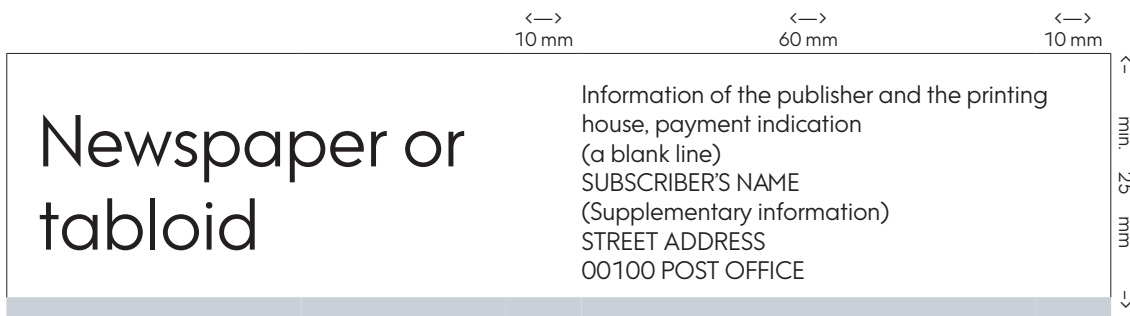 <—> <—> <—>
10 mm 60 mm 10 mm
Newspaper or
tabloid
Information of the publisher and the printing
house, payment indication
(a blank line)
SUBSCRIBER'S NAME
(Supplementary information)
STREET ADDRESS
00100 POST OFFICE
<- min. 25 mm ->